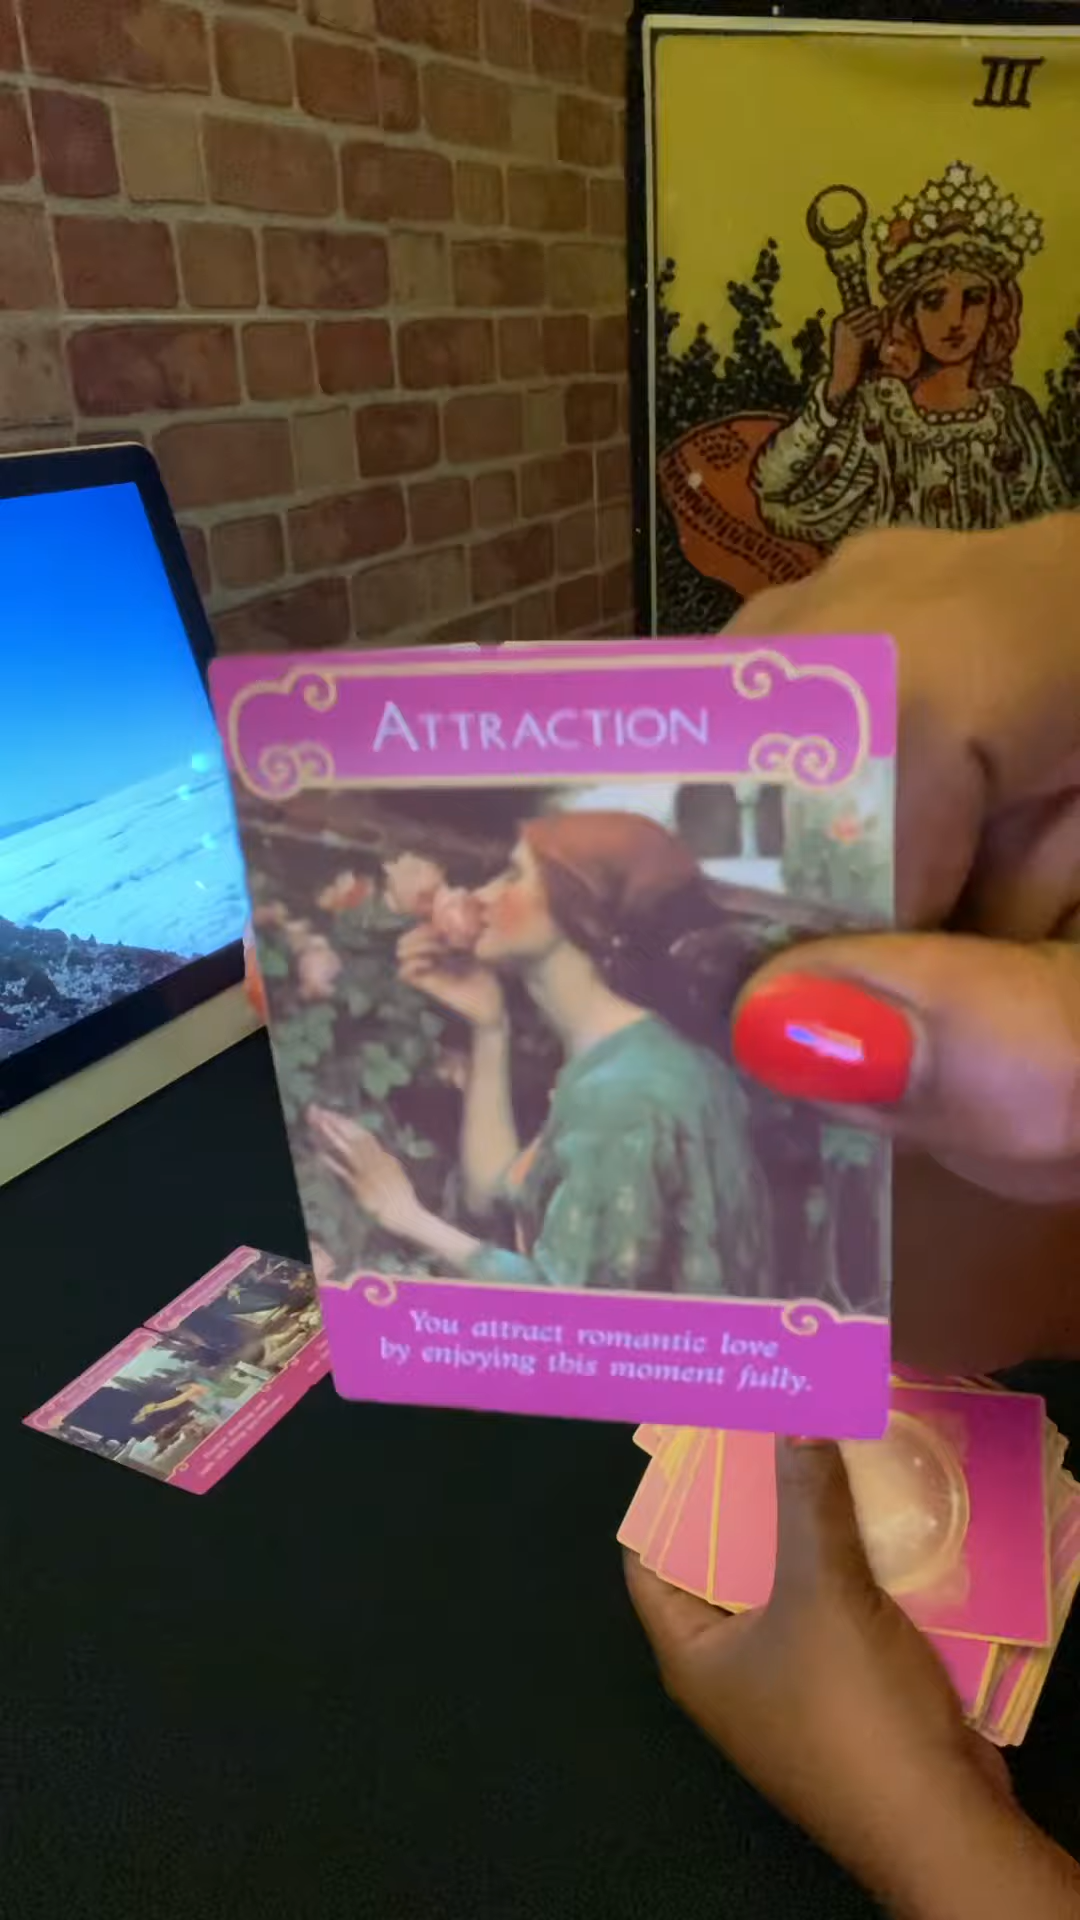 III
ATTRACTION
You attract romantic love
by enjoying this moment fully.